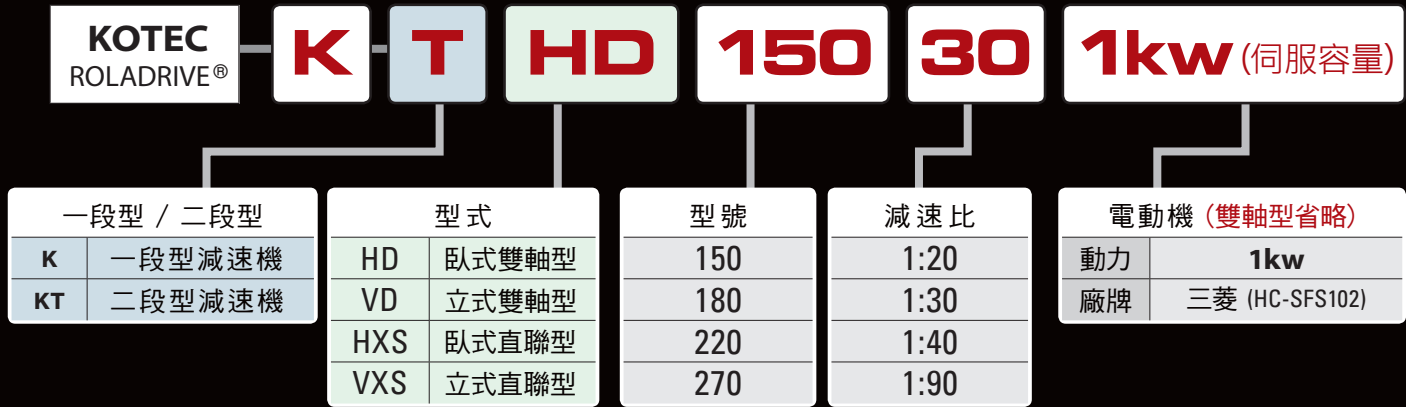 KOTEC
ROLADRIVE®
K T HD 150 30 1kw (伺服容量)
一段型 / 二段型
K 一段型減速機
KT 二段型減速機
型式
HD 臥式雙軸型
VD 立式雙軸型
HXS 臥式直聯型
VXS 立式直聯型
型號
150
180
220
270
減速比
1:20
1:30
1:40
1:90
電動機 (雙軸型省略)
動力 1kw
廠牌 三菱 (HC-SFS102)